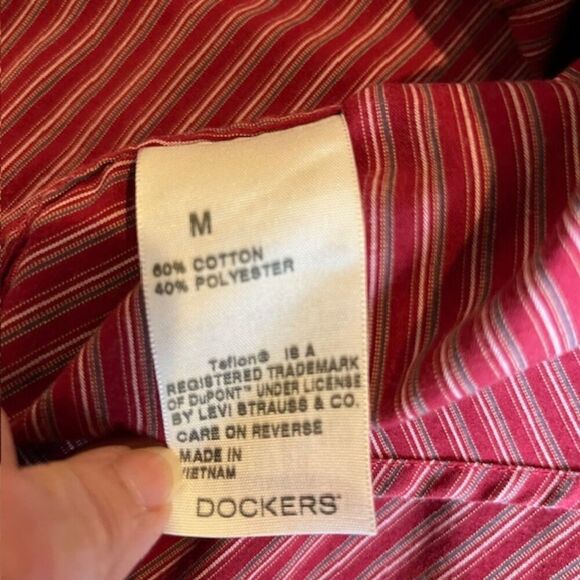 M
60% COTTON
40% POLYESTER
Teflon® IS A
REGISTERED TRADEMARK
OF DuPONT™ UNDER LICENSE
BY LEVI STRAUSS & CO.
CARE ON REVERSE
MADE IN
VIETNAM
DOCKERS®